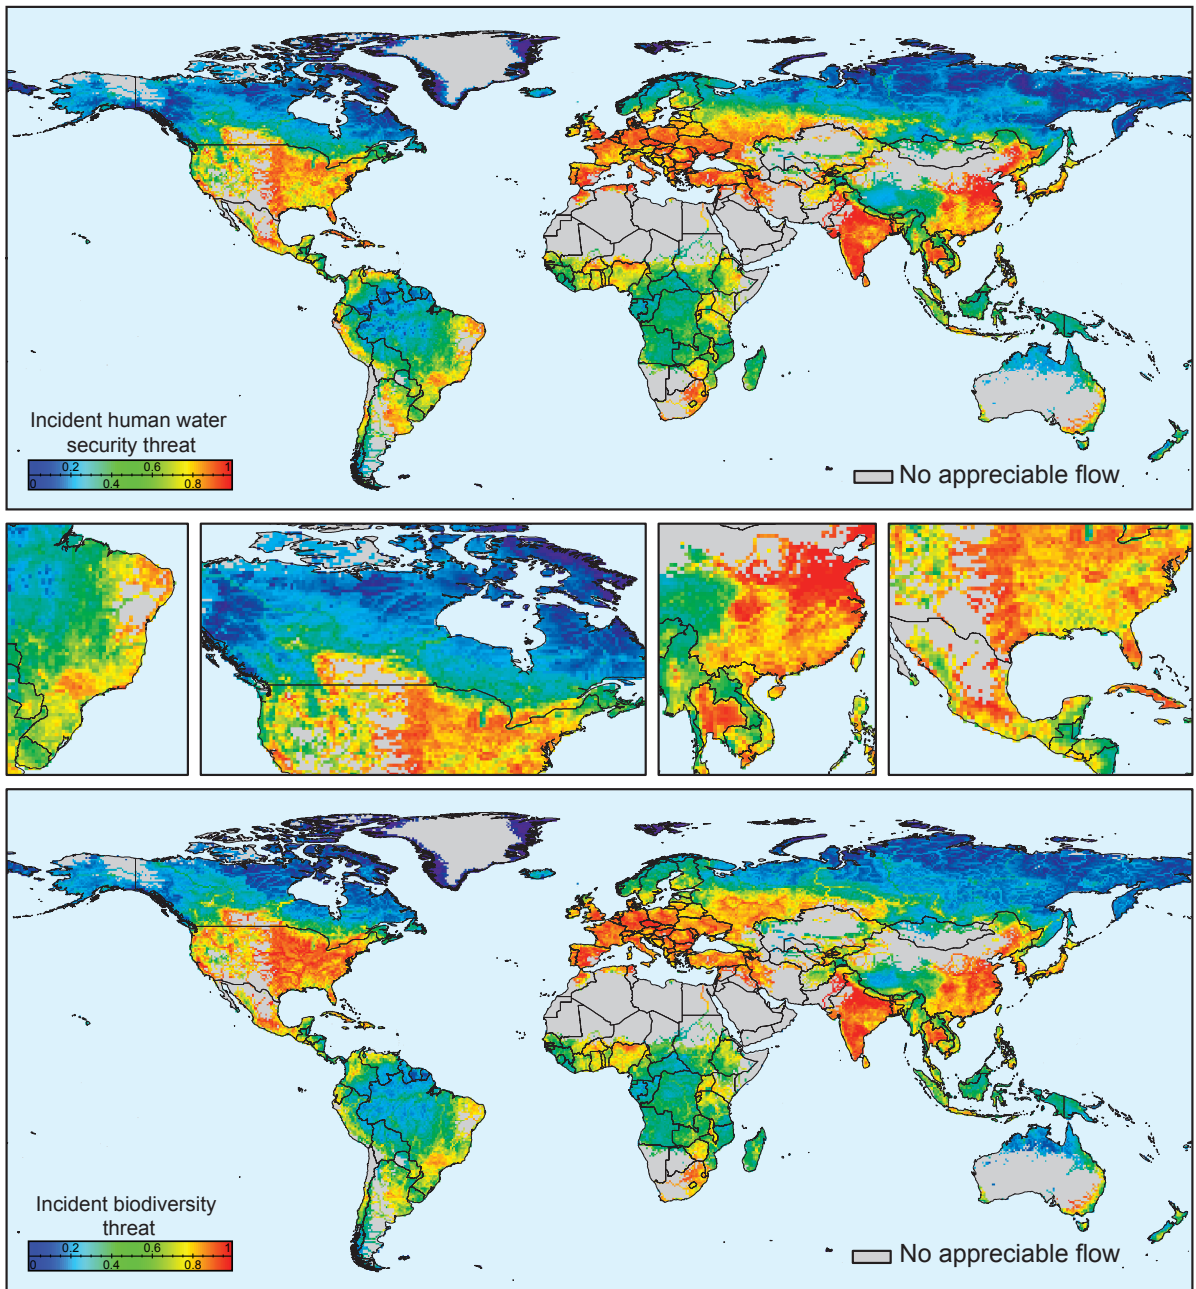 Incident human water
security threat
0 0.2 0.4 0.6 0.8 1
No appreciable flow
Incident biodiversity
threat
0 0.2 0.4 0.6 0.8 1
No appreciable flow